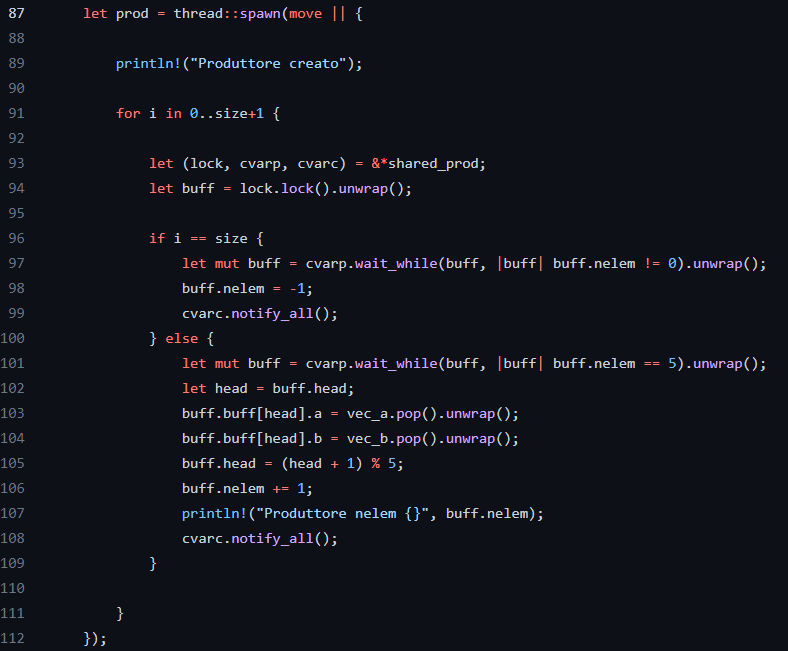 87 let prod = thread::spawn(move || {
88
89 println!("Produttore creato");
90
91 for i in 0..size+1 {
92
93 let (lock, cvarp, cvarc) = &*shared_prod;
94 let buff = lock.lock().unwrap();
95
96 if i == size {
97 let mut buff = cvarp.wait_while(buff, |buff| buff.nelem != 0).unwrap();
98 buff.nelem = -1;
99 cvarc.notify_all();
100 } else {
101 let mut buff = cvarp.wait_while(buff, |buff| buff.nelem == 5).unwrap();
102 let head = buff.head;
103 buff.buff[head].a = vec_a.pop().unwrap();
104 buff.buff[head].b = vec_b.pop().unwrap();
105 buff.head = (head + 1) % 5;
106 buff.nelem += 1;
107 println!("Produttore nelem {}", buff.nelem);
108 cvarc.notify_all();
109 }
110
111 }
112 });